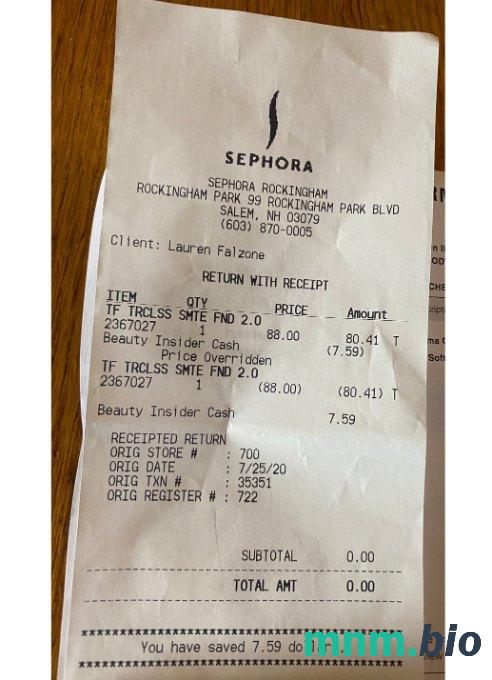 SEPHORA
SEPHORA ROCKINGHAM
ROCKINGHAM PARK 99 ROCKINGHAM PARK BLVD
SALEM, NH 03079
(603) 870-0005
Client: Lauren Falzone
RETURN WITH RECEIPT
ITEM QTY PRICE Amount
TF TRCLSS SMTE FND 2.0
2367027 1 88.00 80.41 T
Beauty Insider Cash (7.59)
Price Overridden
TF TRCLSS SMTE FND 2.0
2367027 1 (88.00) (80.41) T
Beauty Insider Cash 7.59
RECEIPTED RETURN
ORIG STORE # : 700
ORIG DATE : 7/25/20
ORIG TXN # : 35351
ORIG REGISTER # : 722
SUBTOTAL 0.00
TOTAL AMT 0.00
*****************************************
You have saved 7.59
*****************************************
mnm.bio